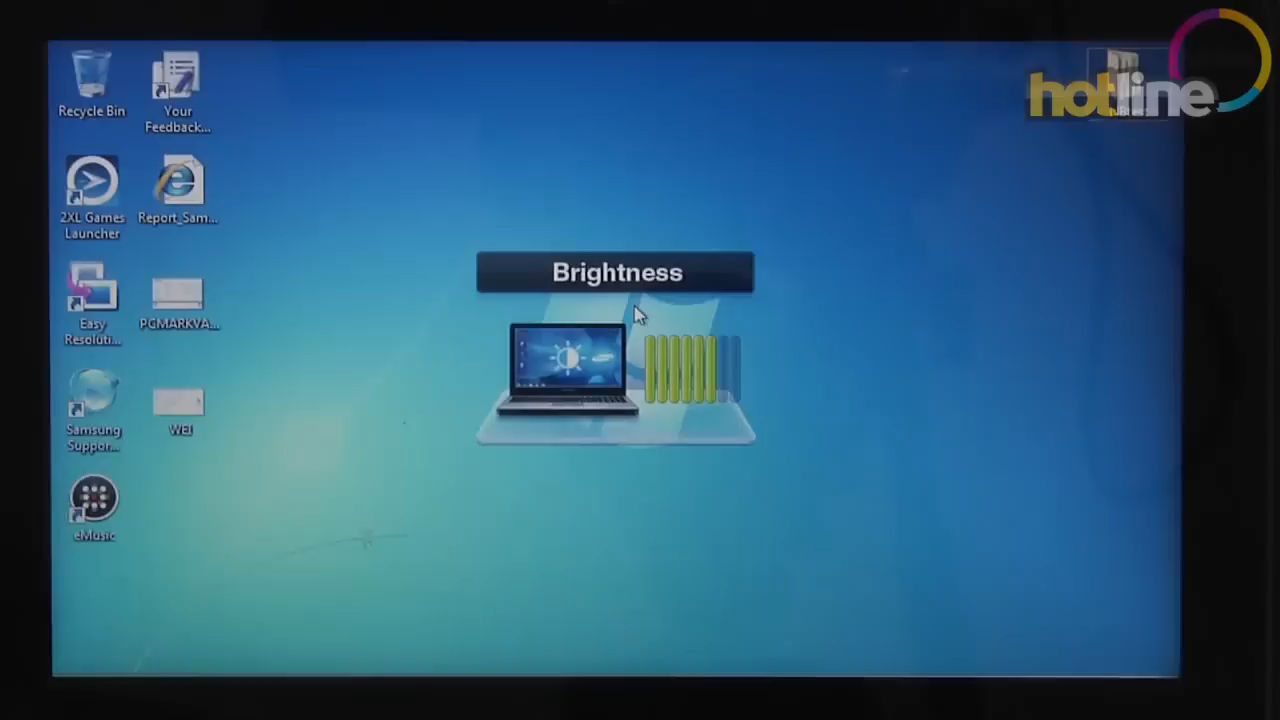 hotline
Recycle Bin
Your
Feedback...
2XL Games
Launcher
Report_Sam...
Brightness
Easy
Resoluti...
PCMARKVA...
Samsung
Suppor...
WEI
eMusic